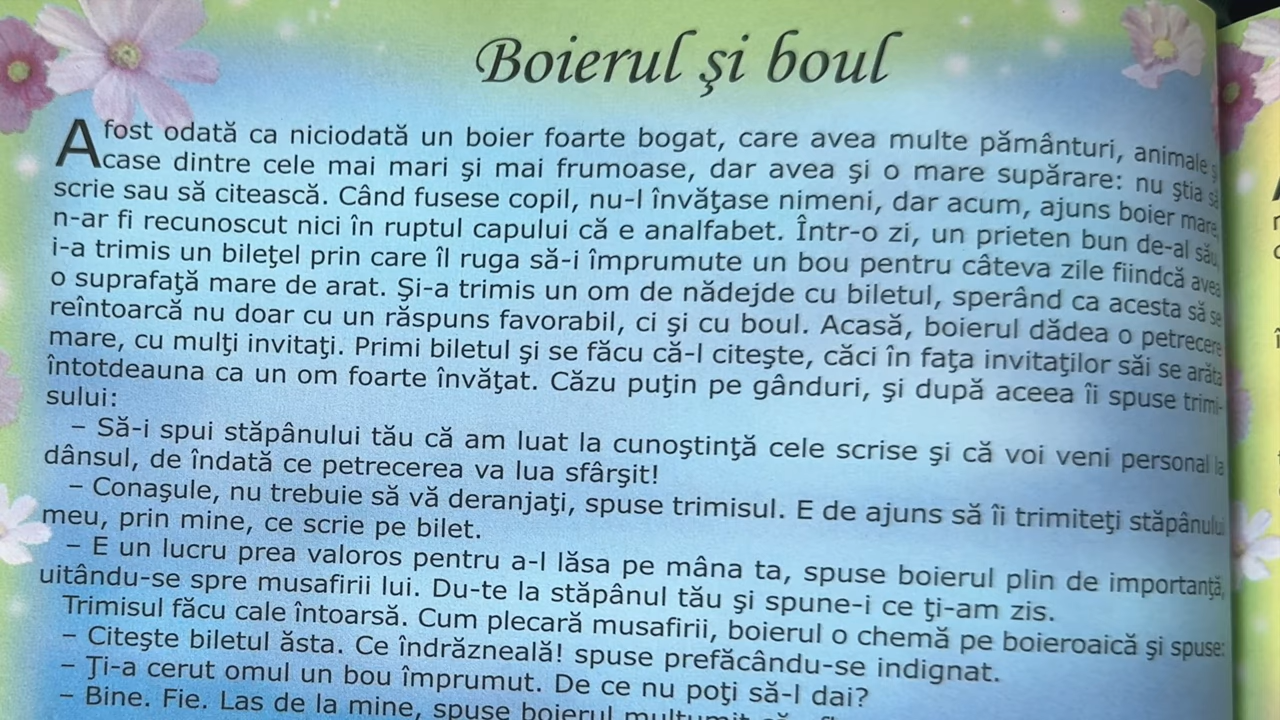 Boierul şi boul
A fost odată ca niciodată un boier foarte bogat, care avea multe pământuri, animale şi
case dintre cele mai mari şi mai frumoase, dar avea şi o mare supărare: nu ştia să
scrie sau să citească. Când fusese copil, nu-l învăţase nimeni, dar acum, ajuns boier mare,
n-ar fi recunoscut nici în ruptul capului că e analfabet. Într-o zi, un prieten bun de-al său,
i-a trimis un bileţel prin care îl ruga să-i împrumute un bou pentru câteva zile fiindcă avea
o suprafaţă mare de arat. Şi-a trimis un om de nădejde cu biletul, sperând ca acesta să se
reîntoarcă nu doar cu un răspuns favorabil, ci şi cu boul. Acasă, boierul dădea o petrecere
mare, cu mulţi invitaţi. Primi biletul şi se făcu că-l citeşte, căci în faţa invitaţilor săi se arăta
întotdeauna ca un om foarte învăţat. Căzu puţin pe gânduri, şi după aceea îi spuse trimi-
sului:
– Să-i spui stăpânului tău că am luat la cunoştinţă cele scrise şi că voi veni personal la
dânsul, de îndată ce petrecerea va lua sfârşit!
– Conaşule, nu trebuie să vă deranjaţi, spuse trimisul. E de ajuns să îi trimiteţi stăpânului
meu, prin mine, ce scrie pe bilet.
– E un lucru prea valoros pentru a-l lăsa pe mâna ta, spuse boierul plin de importanţă,
uitându-se spre musafirii lui. Du-te la stăpânul tău şi spune-i ce ţi-am zis.
Trimisul făcu cale întoarsă. Cum plecară musafirii, boierul o chemă pe boieroaică şi spuse:
– Citeşte biletul ăsta. Ce îndrăzneală! spuse prefăcându-se indignat.
– Ţi-a cerut omul un bou împrumut. De ce nu poţi să-l dai?
– Bine. Fie. Las de la mine, spuse boierul mulţumit